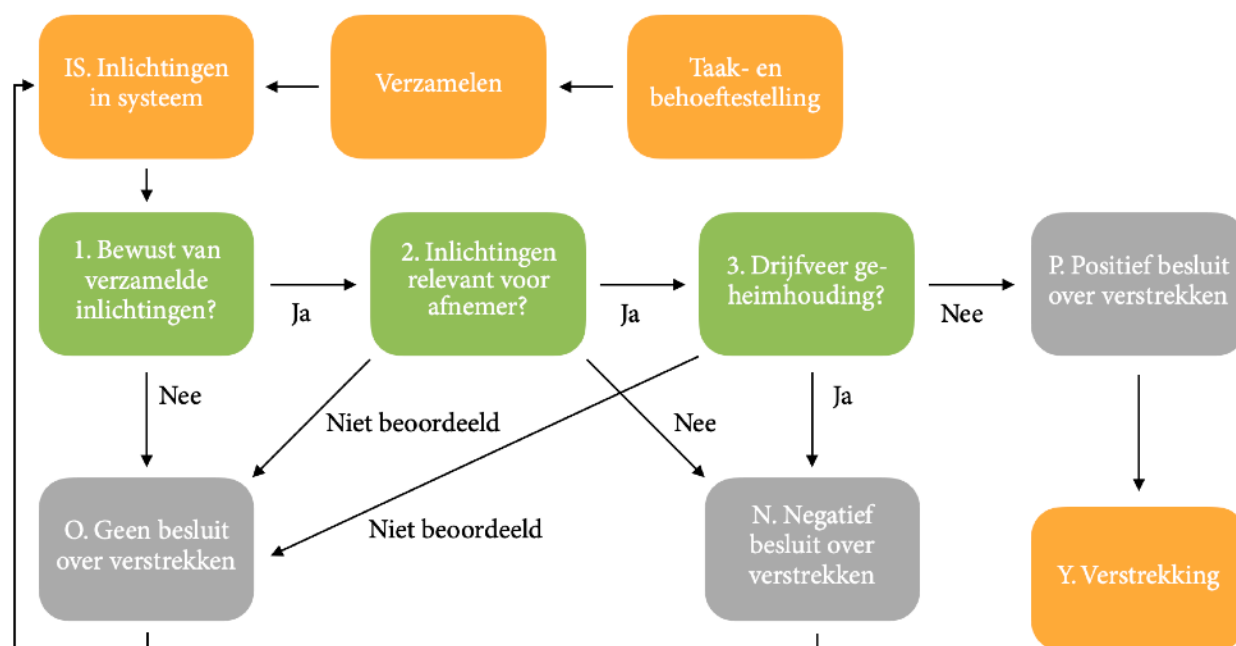 IS. Inlichtingen
in systeem
Verzamelen
Taak- en
behoeftestelling
1. Bewust van
verzamelde
inlichtingen?
Ja
2. Inlichtingen
relevant voor
afnemer?
Ja
3. Drijfveer ge-
heimhouding?
Nee
P. Positief besluit
over verstrekken
Nee
Niet beoordeeld
Nee
Ja
Niet beoordeeld
O. Geen besluit
over verstrekken
N. Negatief
besluit over
verstrekken
Y. Verstrekking